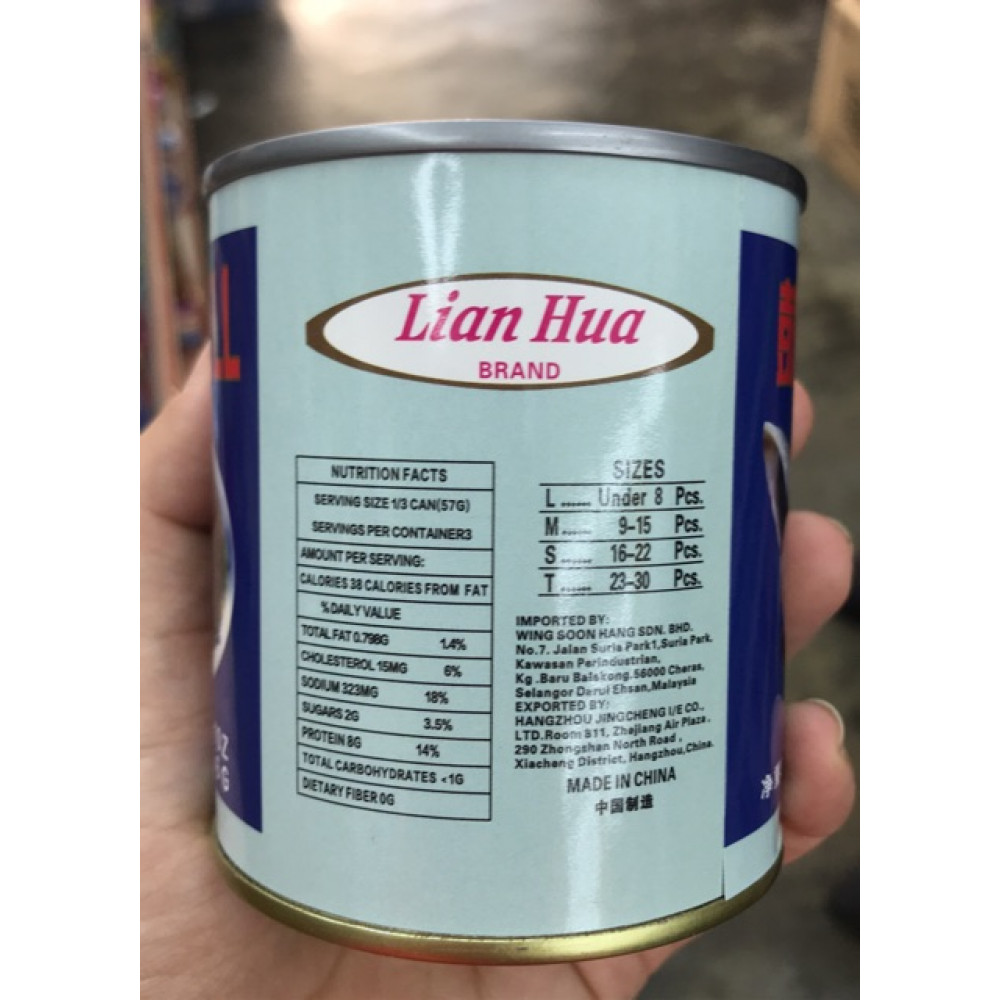 Lian Hua
BRAND
NUTRITION FACTS
SERVING SIZE 1/3 CAN(57G)
SERVINGS PER CONTAINER3
AMOUNT PER SERVING:
CALORIES 38 CALORIES FROM FAT
% DAILY VALUE
TOTAL FAT 0.798G 1.4%
CHOLESTEROL 15MG 6%
SODIUM 323MG 18%
SUGARS 2G 3.5%
PROTEIN 8G 14%
TOTAL CARBOHYDRATES <1G
DIETARY FIBER 0G
SIZES
L ...... Under 8 Pcs.
M ...... 9-15 Pcs.
S ...... 16-22 Pcs.
T ...... 23-30 Pcs.
IMPORTED BY:
WING SOON HANG SDN. BHD.
No.7. Jalan Suria Park1,Suria Park,
Kawasan Perindustrian,
Kg .Baru Balakong.56000 Cheras,
Selangor Darul Ehsan,Malaysia
EXPORTED BY:
HANGZHOU JINGCHENG I/E CO.,
LTD.Room 811, Zhejiang Air Plaza,
290 Zhongshan North Road ,
Xiacheng District, Hangzhou,China.
MADE IN CHINA
中国制造
净